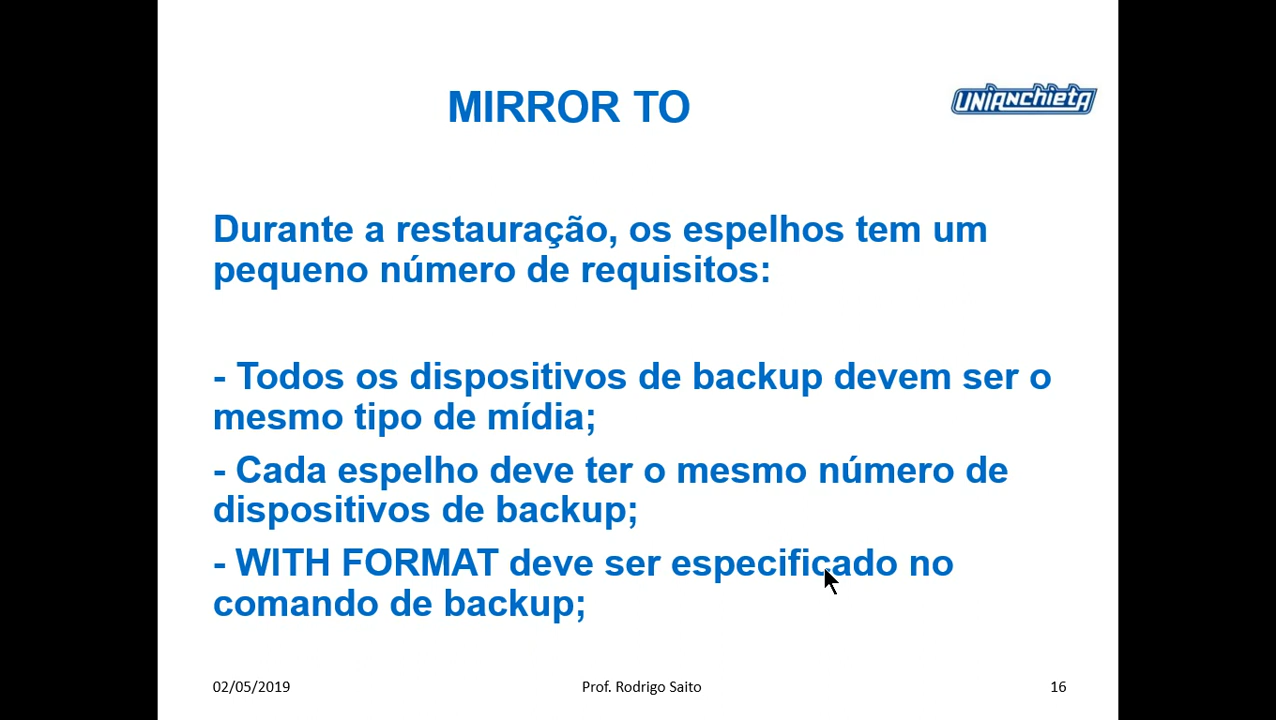 MIRROR TO
UNIANCHIETA
Durante a restauração, os espelhos tem um
pequeno número de requisitos:
- Todos os dispositivos de backup devem ser o
mesmo tipo de mídia;
- Cada espelho deve ter o mesmo número de
dispositivos de backup;
- WITH FORMAT deve ser especificado no
comando de backup;
02/05/2019
Prof. Rodrigo Saito
16